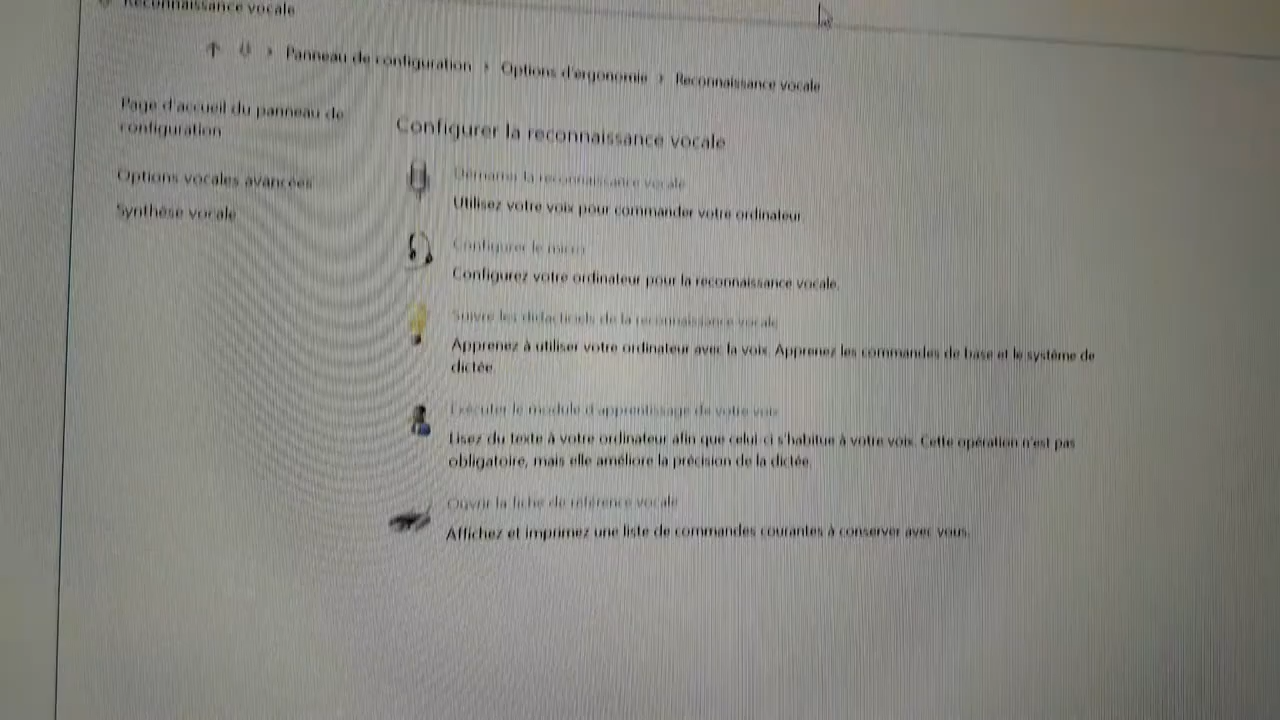 Reconnaissance vocale
Panneau de configuration > Options d'ergonomie > Reconnaissance vocale
Page d'accueil du panneau de
configuration
Options vocales avancées
Synthèse vocale
Configurer la reconnaissance vocale
Démarrer la reconnaissance vocale
Utilisez votre voix pour commander votre ordinateur.
Configurer le micro
Configurez votre ordinateur pour la reconnaissance vocale.
Suivre les didacticiels de la reconnaissance vocale
Apprenez à utiliser votre ordinateur avec la voix. Apprenez les commandes de base et le système de
dictée.
Exécuter le module d'apprentissage de votre voix
Lisez du texte à votre ordinateur afin que celui-ci s'habitue à votre voix. Cette opération n'est pas
obligatoire, mais elle améliore la précision de la dictée.
Ouvrir la fiche de référence vocale
Affichez et imprimez une liste de commandes courantes à conserver avec vous.